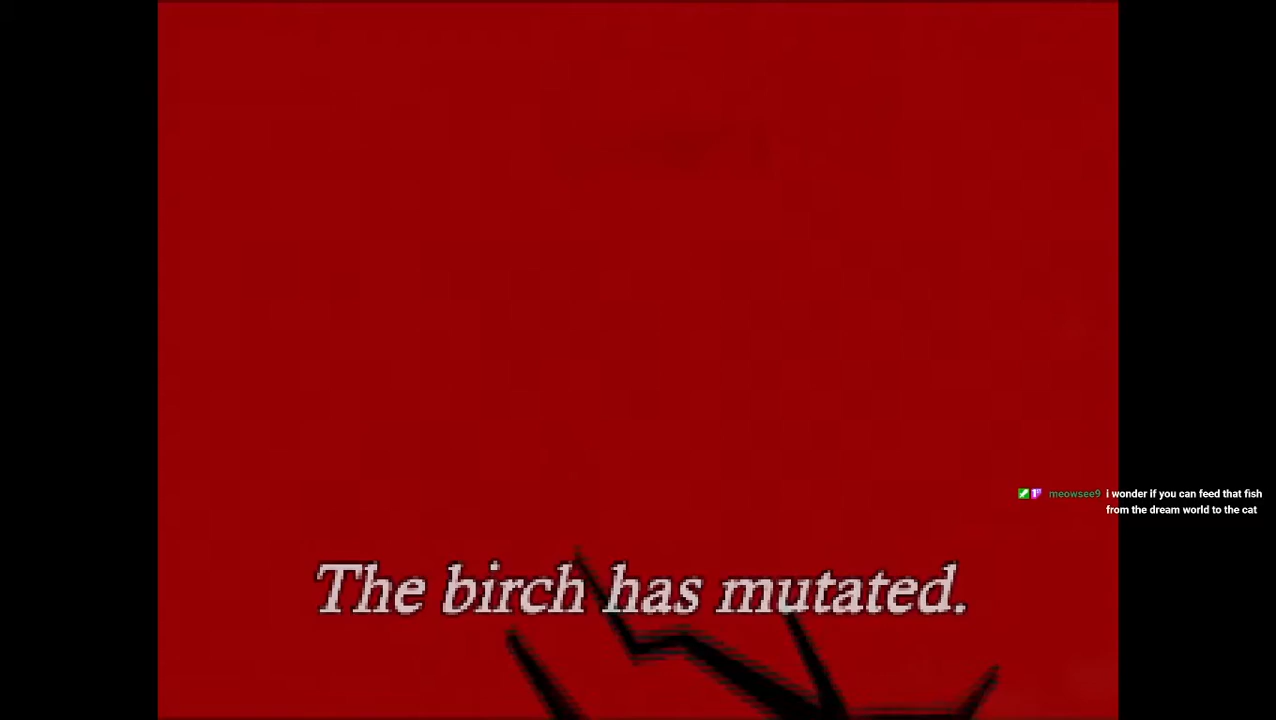 meowsee9 i wonder if you can feed that fish
from the dream world to the cat
The birch has mutated.